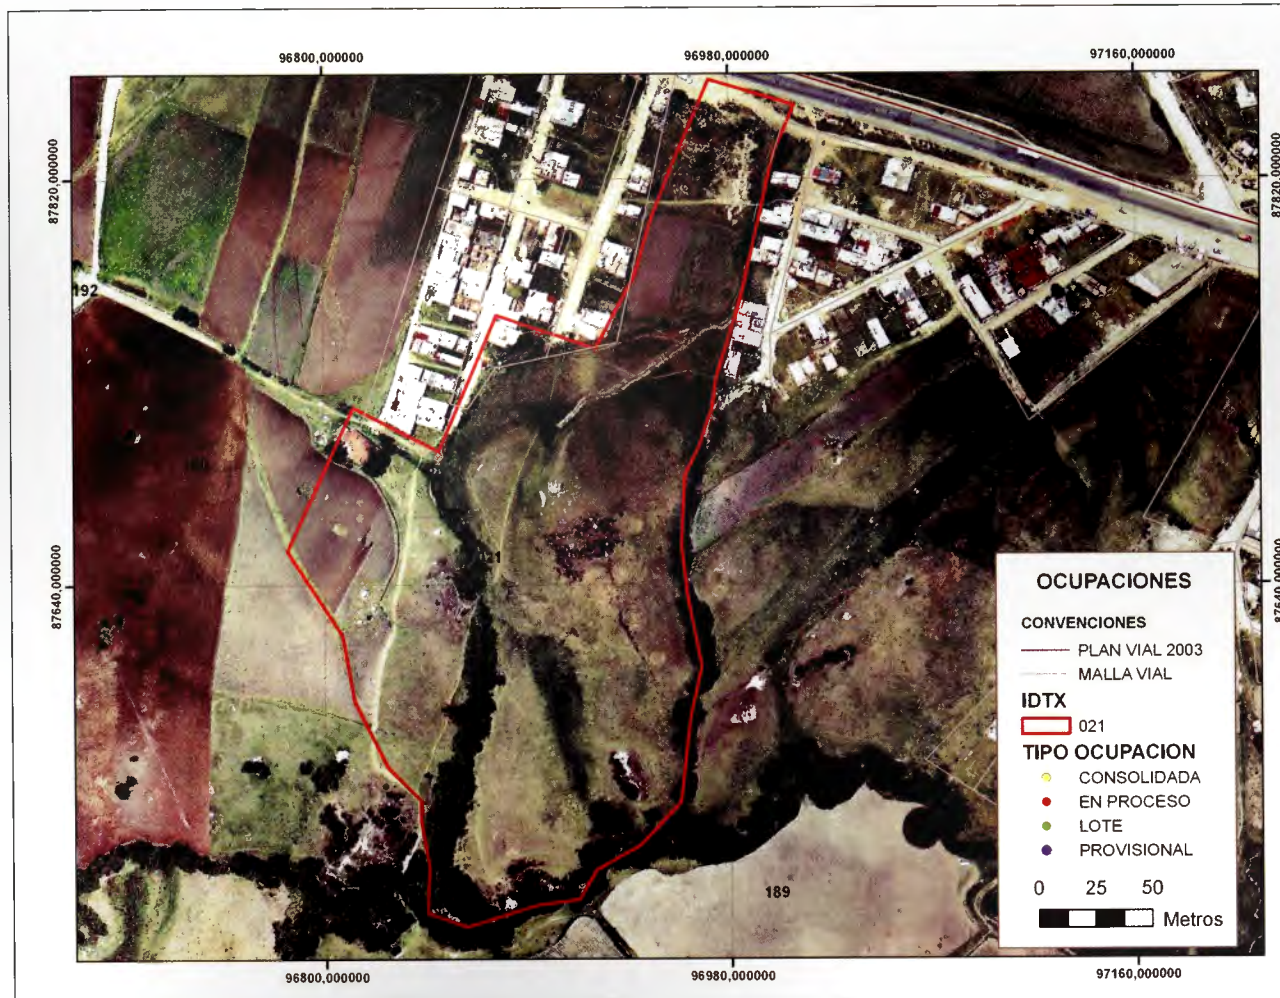 96800,000000
96980,000000
97160,000000
87820,000000
87820,000000
192
1
87640,000000
87640,000000
189
OCUPACIONES
CONVENCIONES
PLAN VIAL 2003
MALLA VIAL
IDTX
021
TIPO OCUPACION
CONSOLIDADA
EN PROCESO
LOTE
PROVISIONAL
0 25 50
Metros
96800,000000
96980,000000
97160,000000